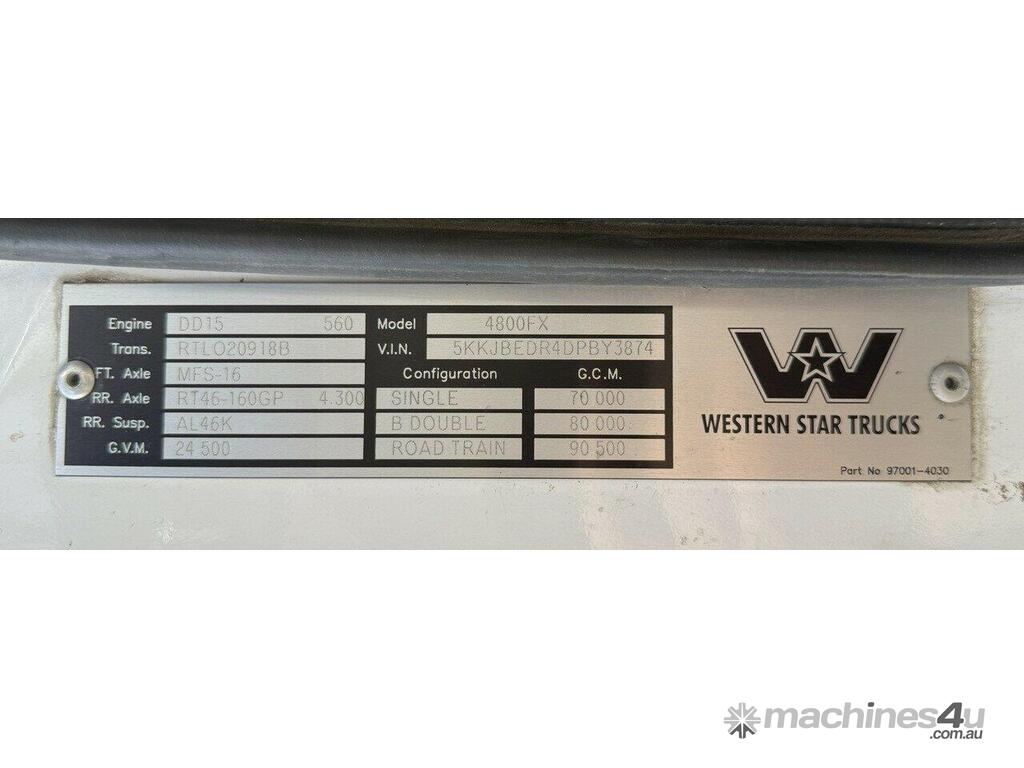 Engine DD15 560 Model 4800FX
Trans. RTLO20918B V.I.N. 5KKJBEDR4DPBY3874
FT. Axle MFS-16 Configuration G.C.M.
RR. Axle RT46-160GP 4.300 SINGLE 70 000
RR. Susp. AL46K B DOUBLE 80 000
G.V.M. 24 500 ROAD TRAIN 90 500
WESTERN STAR TRUCKS
Part No 97001-4030
machines4u
.com.au